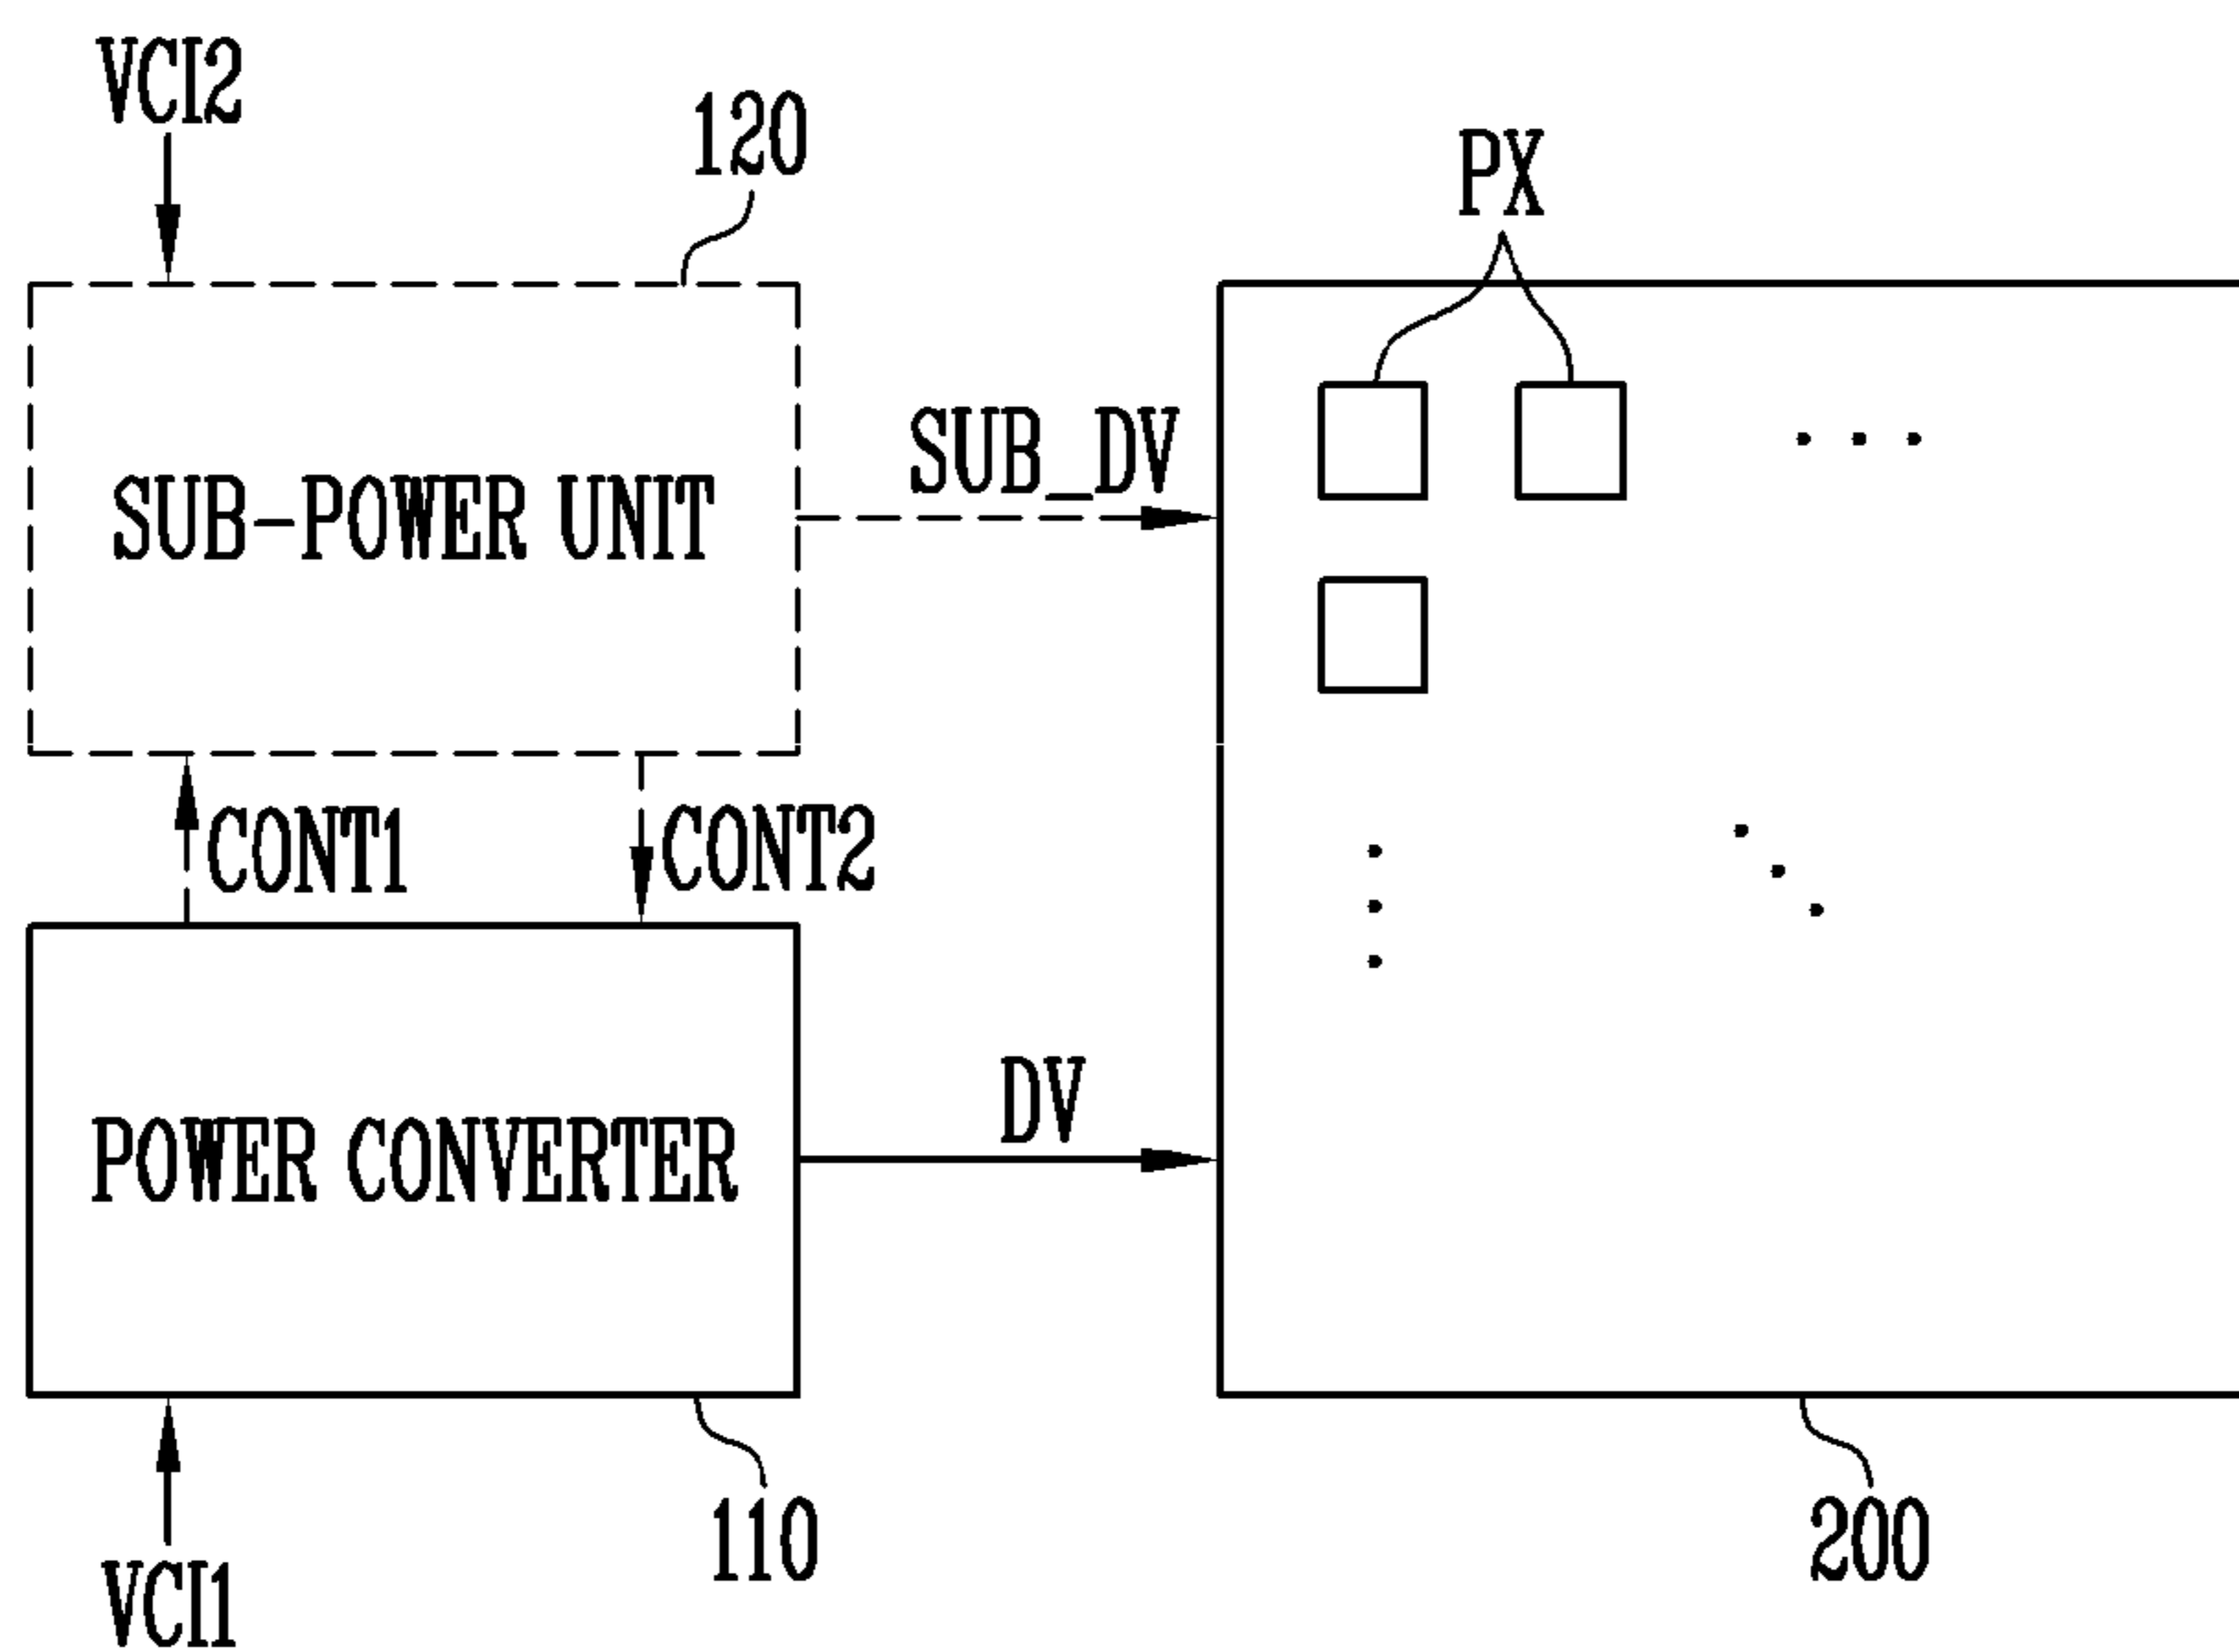 VCI2
120
PX
SUB_DV
SUB-POWER UNIT
CONT1
CONT2
DV
POWER CONVERTER
110
200
VCI1